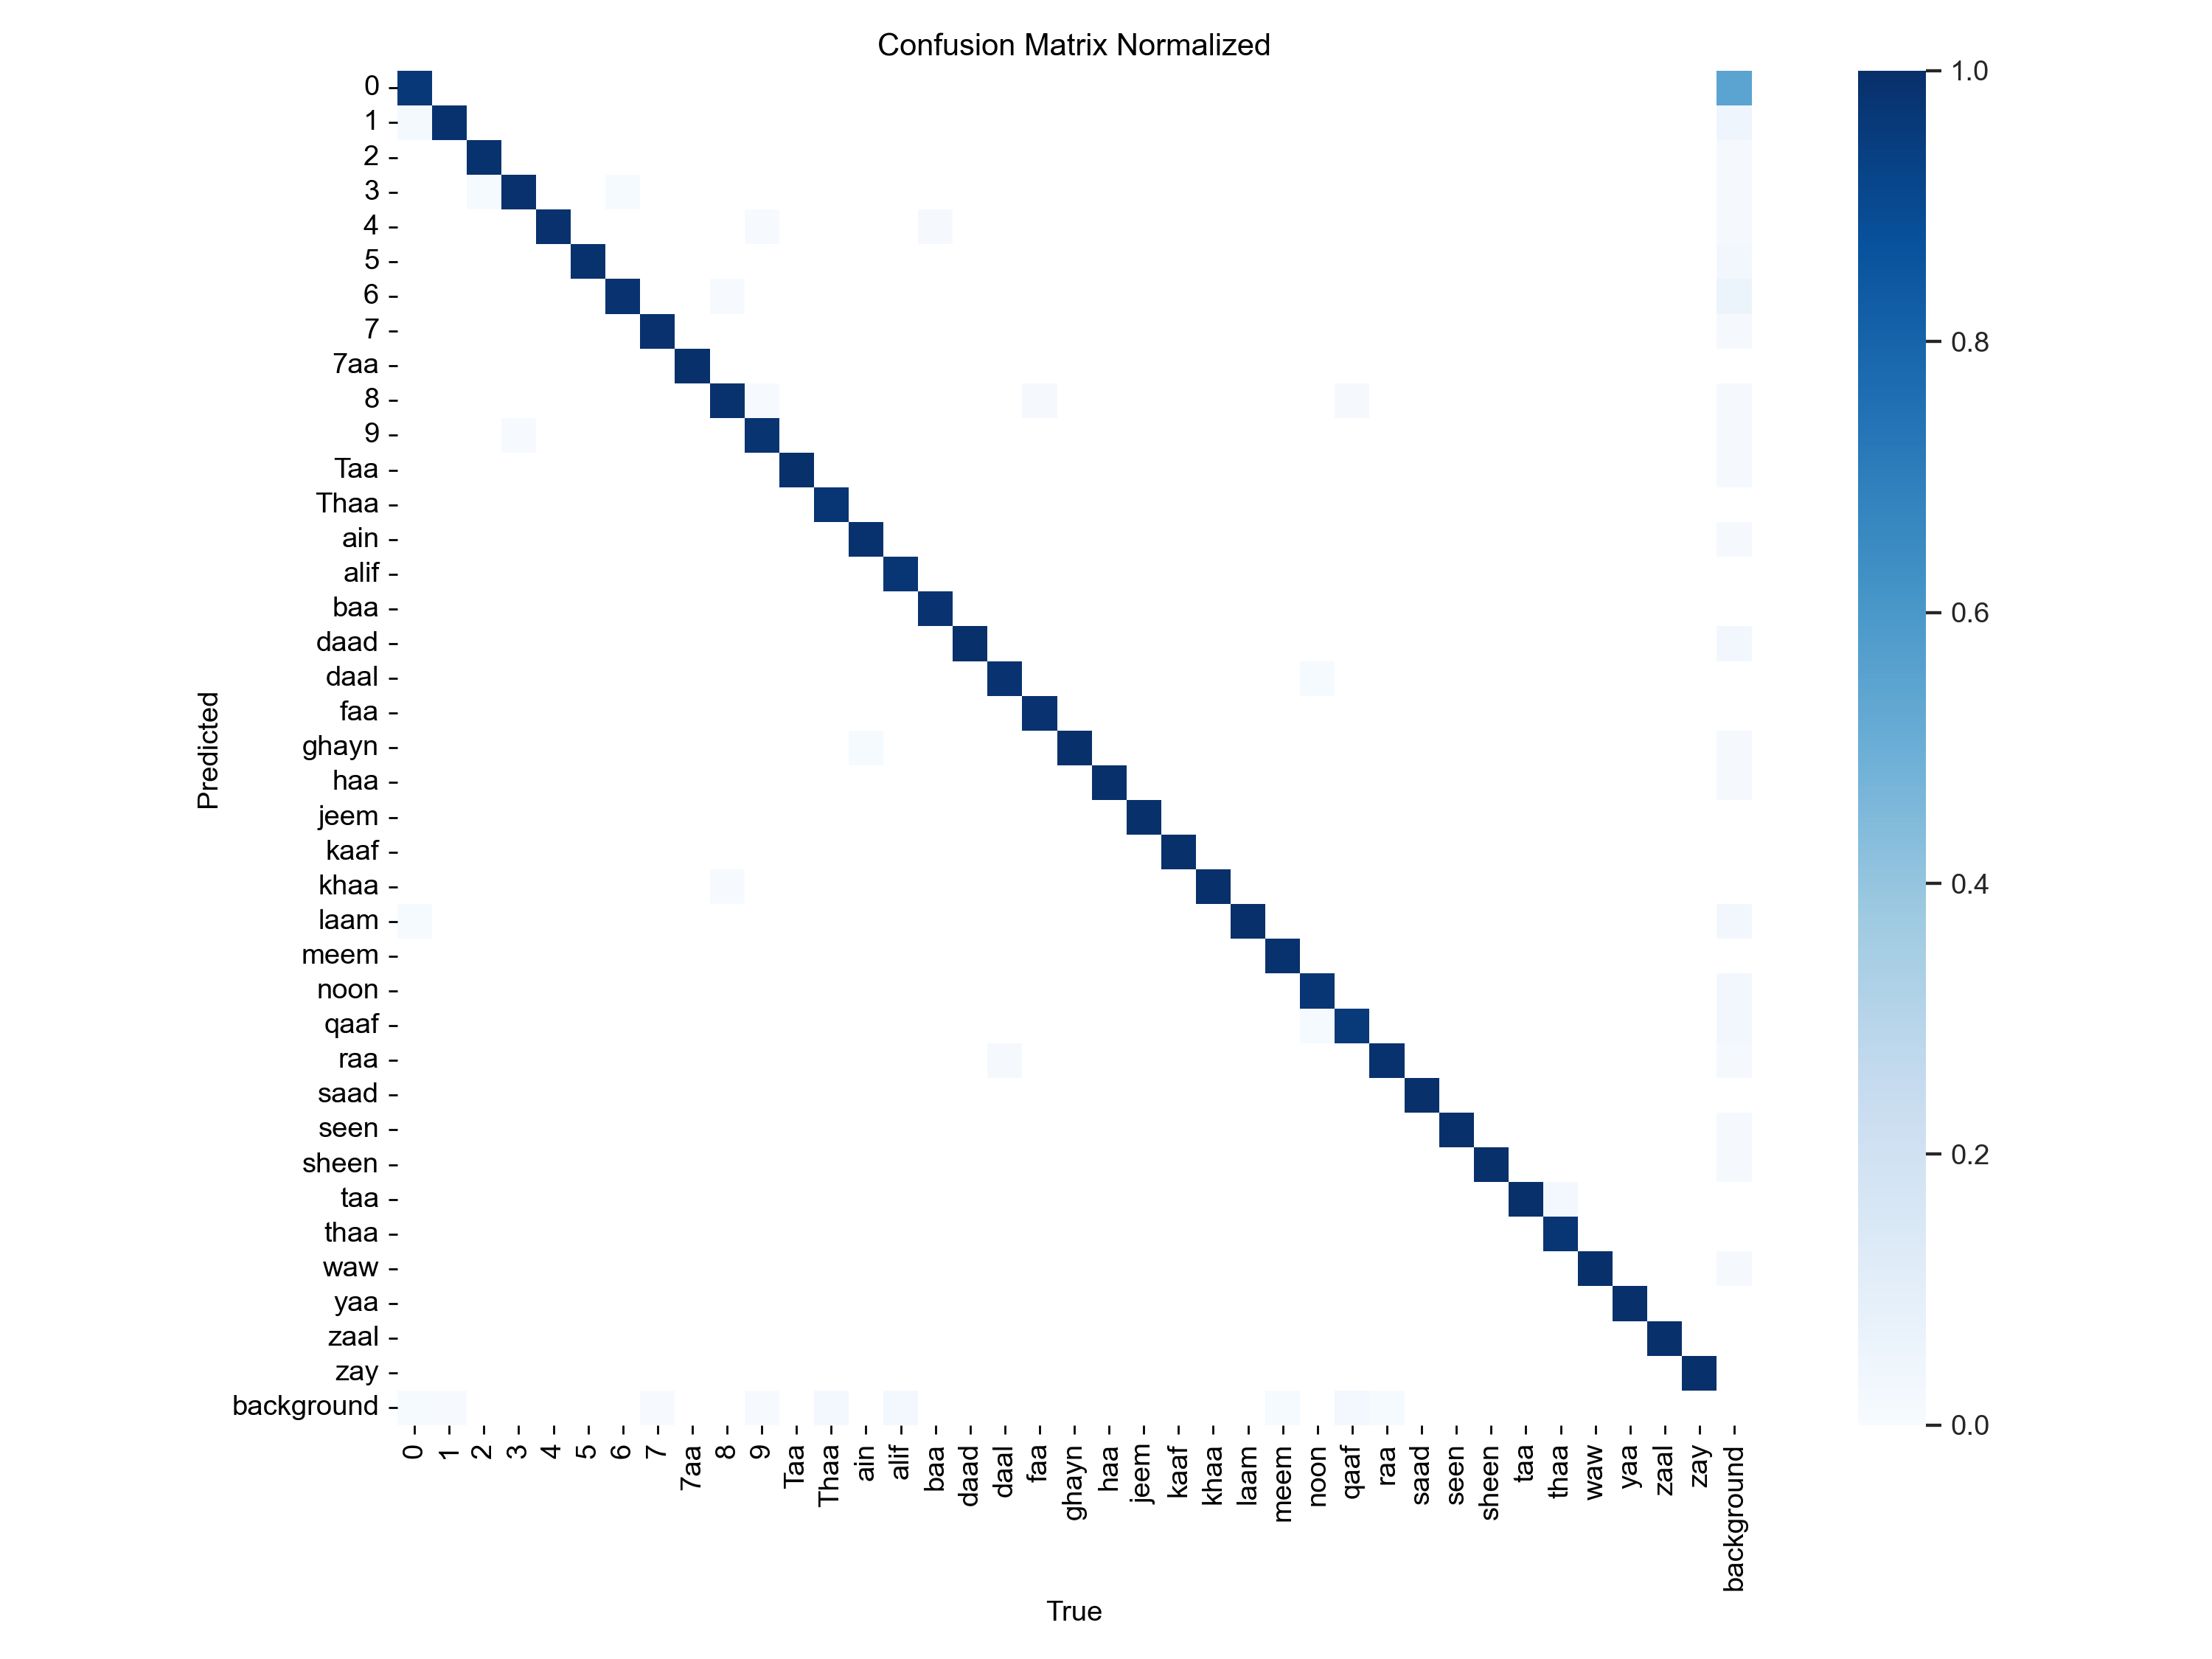 Confusion Matrix Normalized
0
1
2
3
4
5
6
7
7aa
8
9
Taa
Thaa
ain
alif
baa
daad
daal
faa
ghayn
haa
jeem
kaaf
khaa
laam
meem
noon
qaaf
raa
saad
seen
sheen
taa
thaa
waw
yaa
zaal
zay
background
Predicted
0 1 2 3 4 5 6 7 7aa 8 9 Taa Thaa ain alif baa daad daal faa ghayn haa jeem kaaf khaa laam meem noon qaaf raa saad seen sheen taa thaa waw yaa zaal zay background
True
1.0
0.8
0.6
0.4
0.2
0.0